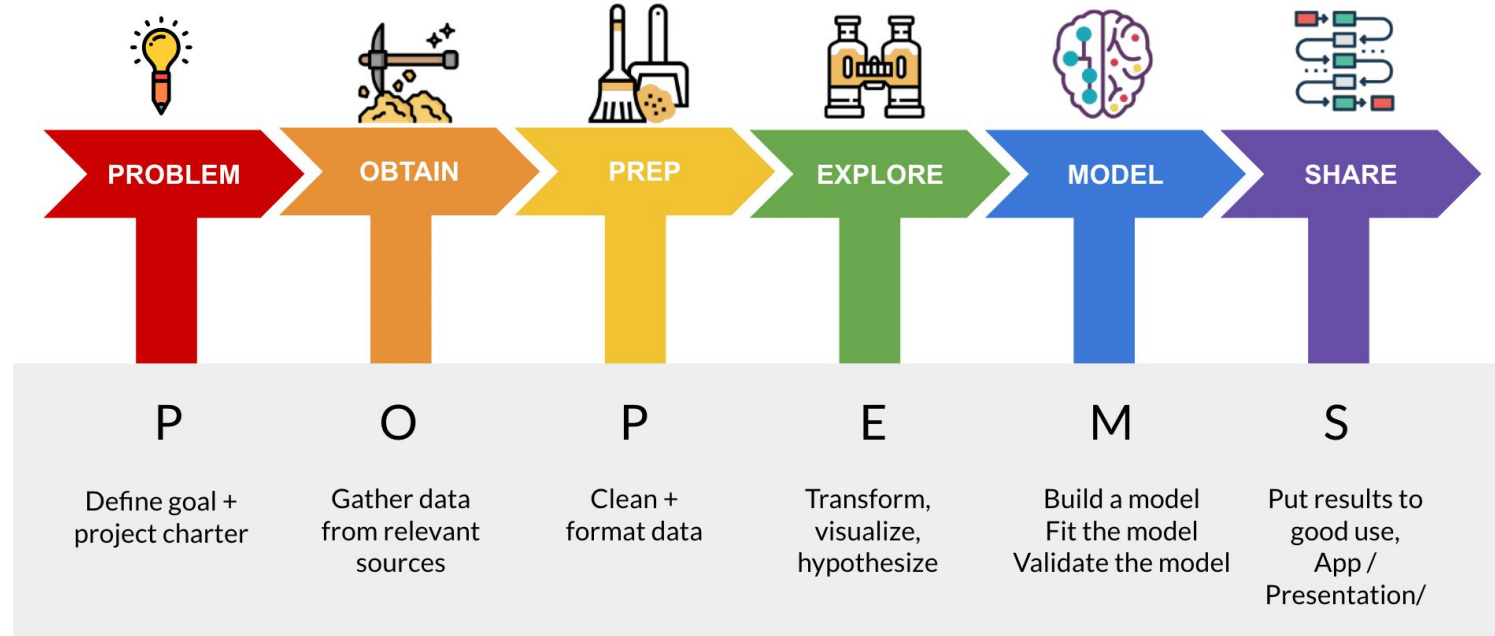 PROBLEM
OBTAIN
PREP
EXPLORE
MODEL
SHARE
P
O
P
E
M
S
Define goal +
project charter
Gather data
from relevant
sources
Clean +
format data
Transform,
visualize,
hypothesize
Build a model
Fit the model
Validate the model
Put results to
good use,
App /
Presentation/